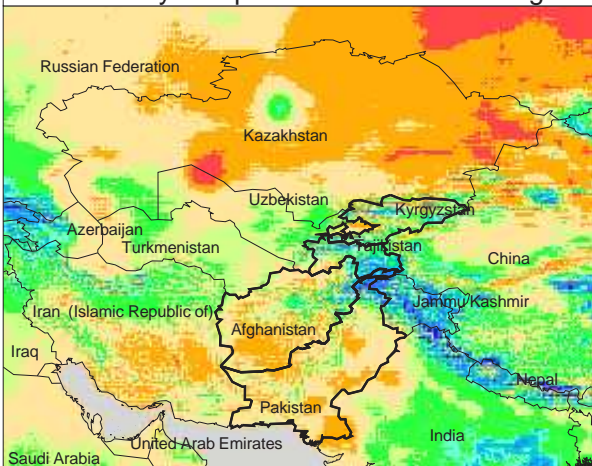 Russian Federation
Kazakhstan
Uzbekistan
Kyrgyzstan
Azerbaijan
Turkmenistan
Tajikistan
China
Iran (Islamic Republic of)
Jammu Kashmir
Afghanistan
Iraq
Nepal
Pakistan
India
United Arab Emirates
Saudi Arabia